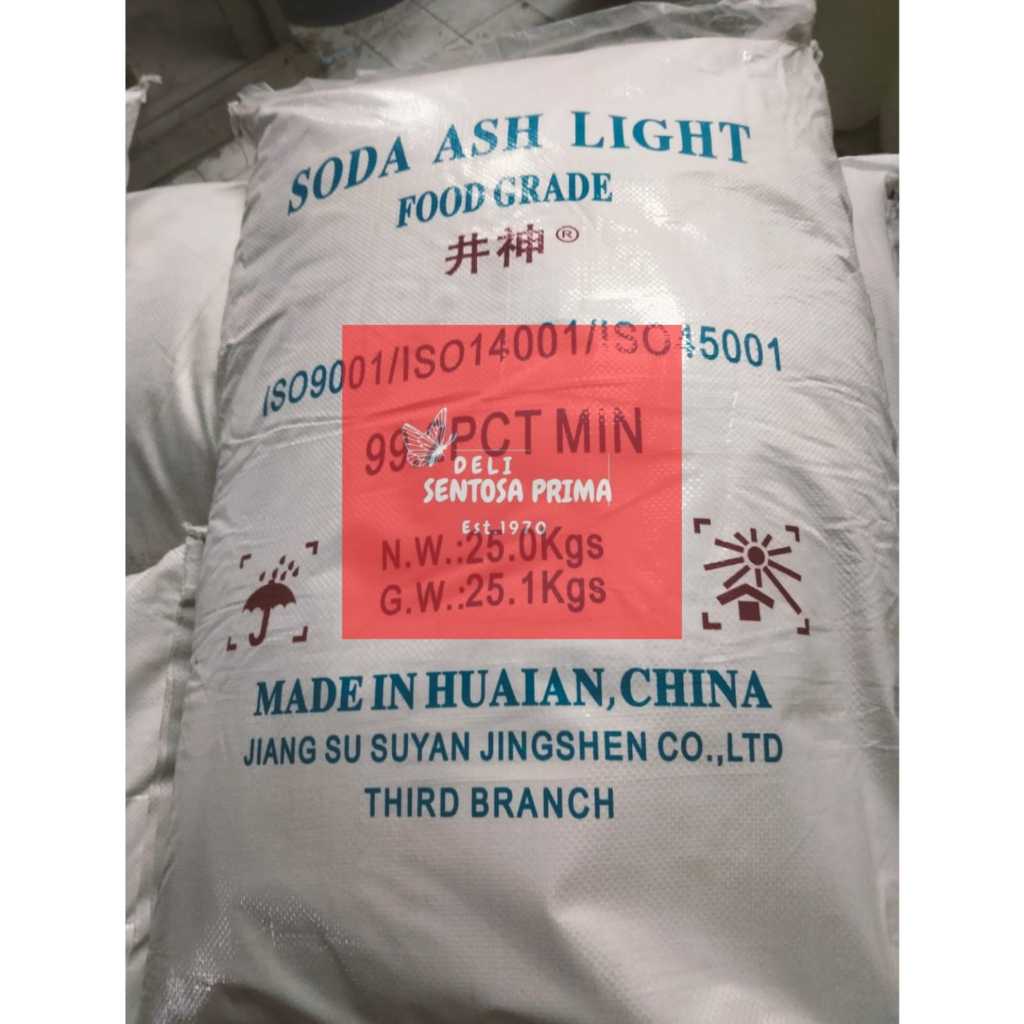 SODA ASH LIGHT
FOOD GRADE
井神®
ISO9001/ISO14001/ISO45001
PCT MIN
DELI
SENTOSA PRIMA
Est.1970
N.W.:25.0Kgs
G.W.:25.1Kgs
MADE IN HUAIAN,CHINA
JIANG SU SUYAN JINGSHEN CO.,LTD
THIRD BRANCH